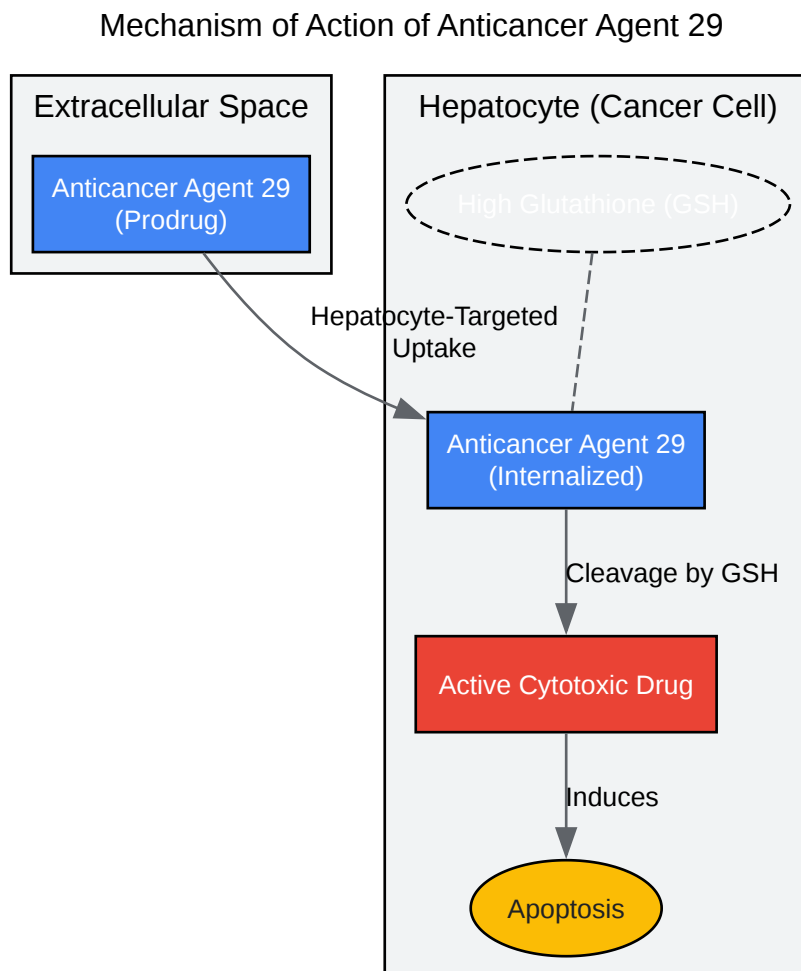 Mechanism of Action of Anticancer Agent 29
Extracellular Space
Anticancer Agent 29
(Prodrug)
Hepatocyte (Cancer Cell)
High Glutathione (GSH)
Hepatocyte-Targeted
Uptake
Anticancer Agent 29
(Internalized)
Cleavage by GSH
Active Cytotoxic Drug
Induces
Apoptosis